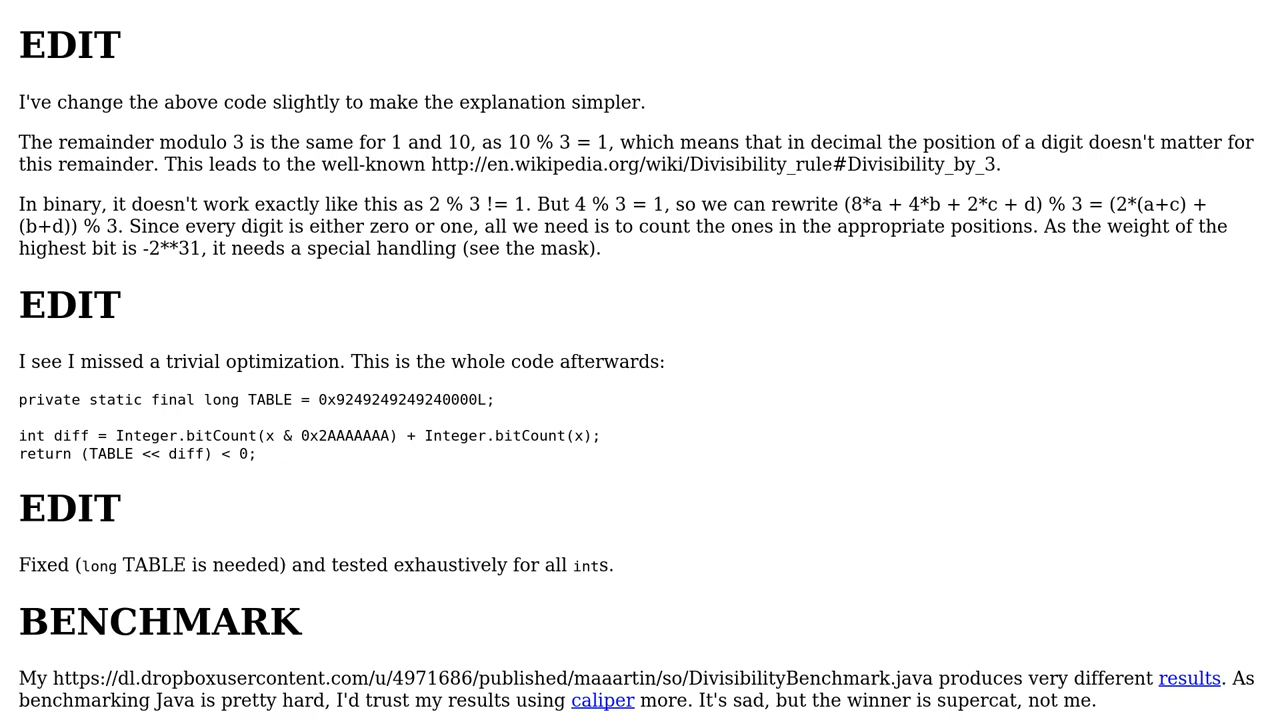 EDIT
I've change the above code slightly to make the explanation simpler.
The remainder modulo 3 is the same for 1 and 10, as 10 % 3 = 1, which means that in decimal the position of a digit doesn't matter for
this remainder. This leads to the well-known http://en.wikipedia.org/wiki/Divisibility_rule#Divisibility_by_3.
In binary, it doesn't work exactly like this as 2 % 3 != 1. But 4 % 3 = 1, so we can rewrite (8*a + 4*b + 2*c + d) % 3 = (2*(a+c) +
(b+d)) % 3. Since every digit is either zero or one, all we need is to count the ones in the appropriate positions. As the weight of the
highest bit is -2**31, it needs a special handling (see the mask).
EDIT
I see I missed a trivial optimization. This is the whole code afterwards:
private static final long TABLE = 0x9249249249240000L;
int diff = Integer.bitCount(x & 0x2AAAAAAA) + Integer.bitCount(x);
return (TABLE << diff) < 0;
EDIT
Fixed (long TABLE is needed) and tested exhaustively for all ints.
BENCHMARK
My https://dl.dropboxusercontent.com/u/4971686/published/maaartin/so/DivisibilityBenchmark.java produces very different results. As
benchmarking Java is pretty hard, I'd trust my results using caliper more. It's sad, but the winner is supercat, not me.